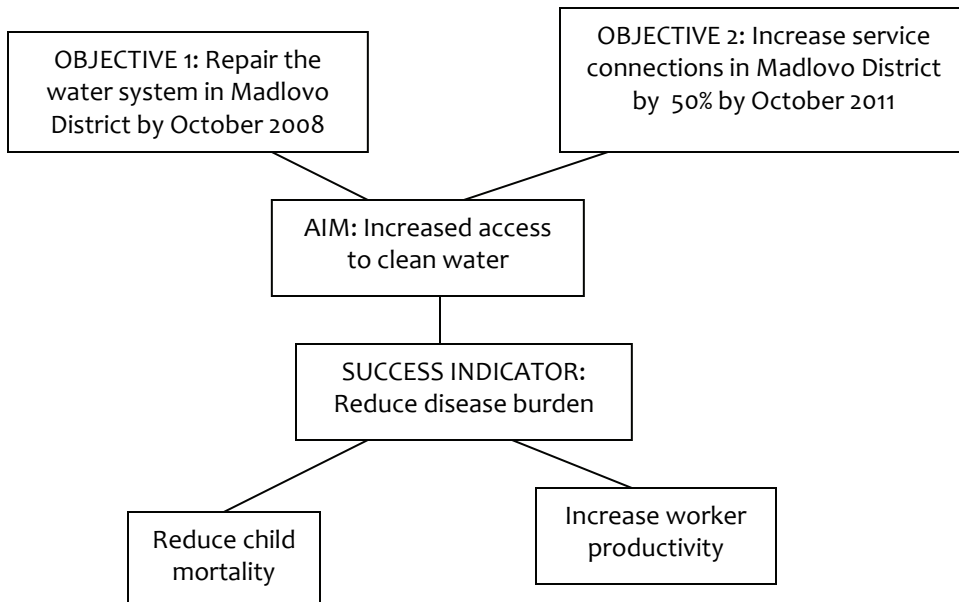 OBJECTIVE 1: Repair the
water system in Madlovo
District by October 2008
OBJECTIVE 2: Increase service
connections in Madlovo District
by 50% by October 2011
AIM: Increased access
to clean water
SUCCESS INDICATOR:
Reduce disease burden
Reduce child
mortality
Increase worker
productivity